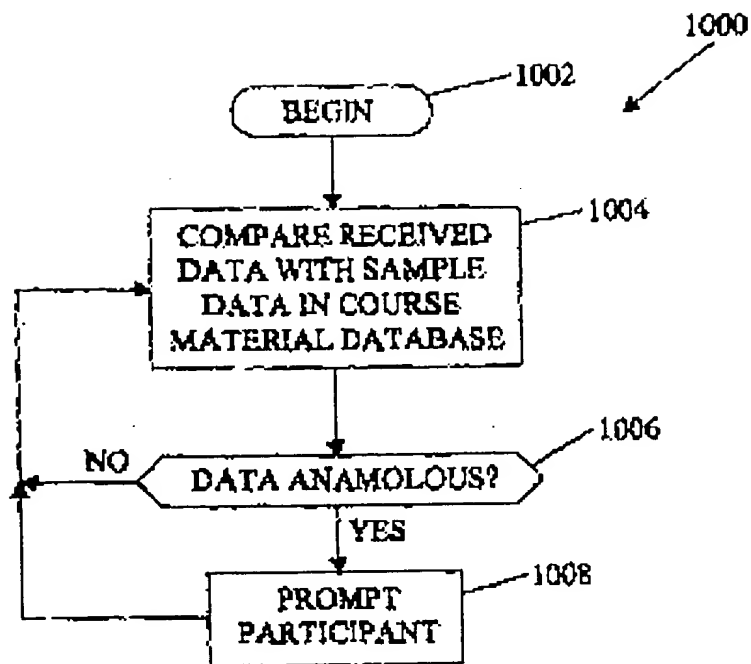 1000
1002
BEGIN
1004
COMPARE RECEIVED
DATA WITH SAMPLE
DATA IN COURSE
MATERIAL DATABASE
1006
NO
DATA ANAMOLOUS?
YES
1008
PROMPT
PARTICIPANT